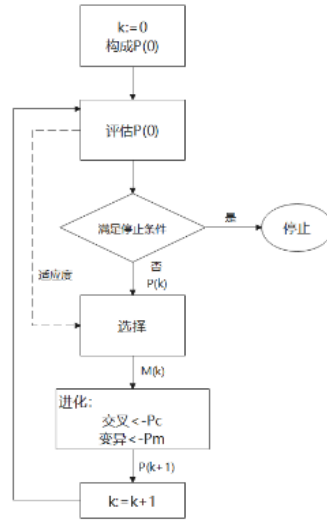 k:=0
构成P(0)
评估P(0)
满足停止条件
是
停止
否
P(k)
适应度
选择
M(k)
进化:
交叉<-Pc
变异<-Pm
P(k+1)
k:=k+1